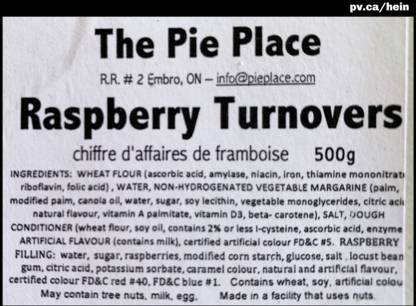 pv.ca/hein
The Pie Place
R.R. # 2 Embro, ON – info@pieplace.com
Raspberry Turnovers
chiffre d'affaires de framboise 500g
INGREDIENTS: WHEAT FLOUR (ascorbic acid, amylase, niacin, iron, thiamine mononitrat
riboflavin, folic acid) , WATER, NON-HYDROGENATED VEGETABLE MARGARINE (palm,
modified paim, canola oil, water, sugar, soy lecithin, vegetable monoglycerides, citric aci
natural flavour, vitamin A palmitate, vitamin D3, beta- carotene), SALT, DOUGH
CONDITIONER (wheat flour, soy oil, contains 2% or less l-cysteine, ascorbic acid, enzyme
ARTIFICIAL FLAVOUR (contains milk), certified artificial colour FD&C #5. RASPBERRY
FILLING: water, sugar, raspberries, modified corn starch, glucose, salt , locust bean
gum, citric acid, potassium sorbate, caramel colour, natural and artificial flavour,
certified colour FD&C red #40, FD&C blue #1. Contains wheat, soy, artificial colou
May contain tree nuts, milk, egg. Made in a facility that uses nuts.